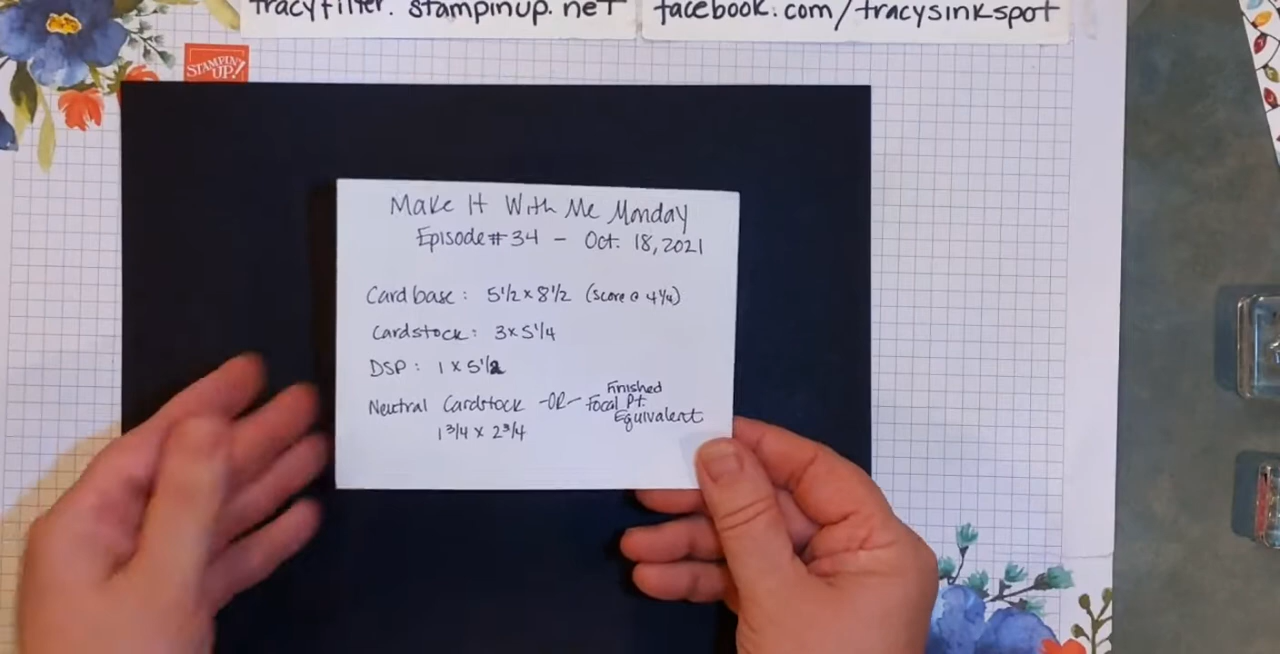 tracyfilter.stampinup.net
facebook.com/tracysinkspot
STAMPIN' UP!
Make It With Me Monday
Episode #34 - Oct. 18, 2021
Card base: 5 1/2 x 8 1/2 (score @ 4 1/4)
Cardstock: 3 x 5 1/4
DSP: 1 x 5 1/2
Neutral Cardstock -OR- Finished Focal Pt. Equivalent
1 3/4 x 2 3/4